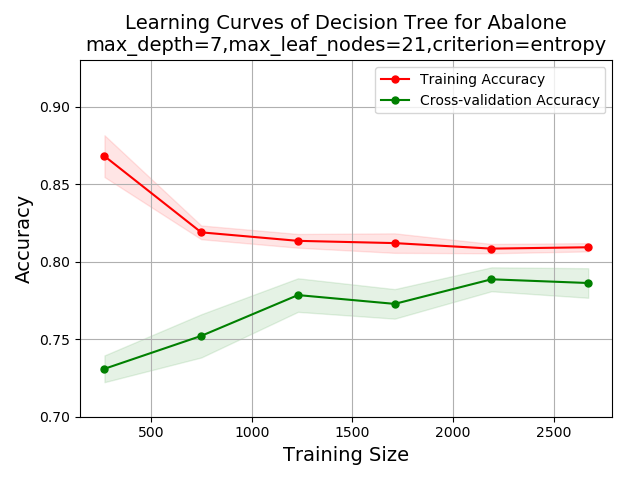 Learning Curves of Decision Tree for Abalone
max_depth=7,max_leaf_nodes=21,criterion=entropy
Training Accuracy
Cross-validation Accuracy
0.90
0.85
0.80
0.75
0.70
Accuracy
500 1000 1500 2000 2500
Training Size